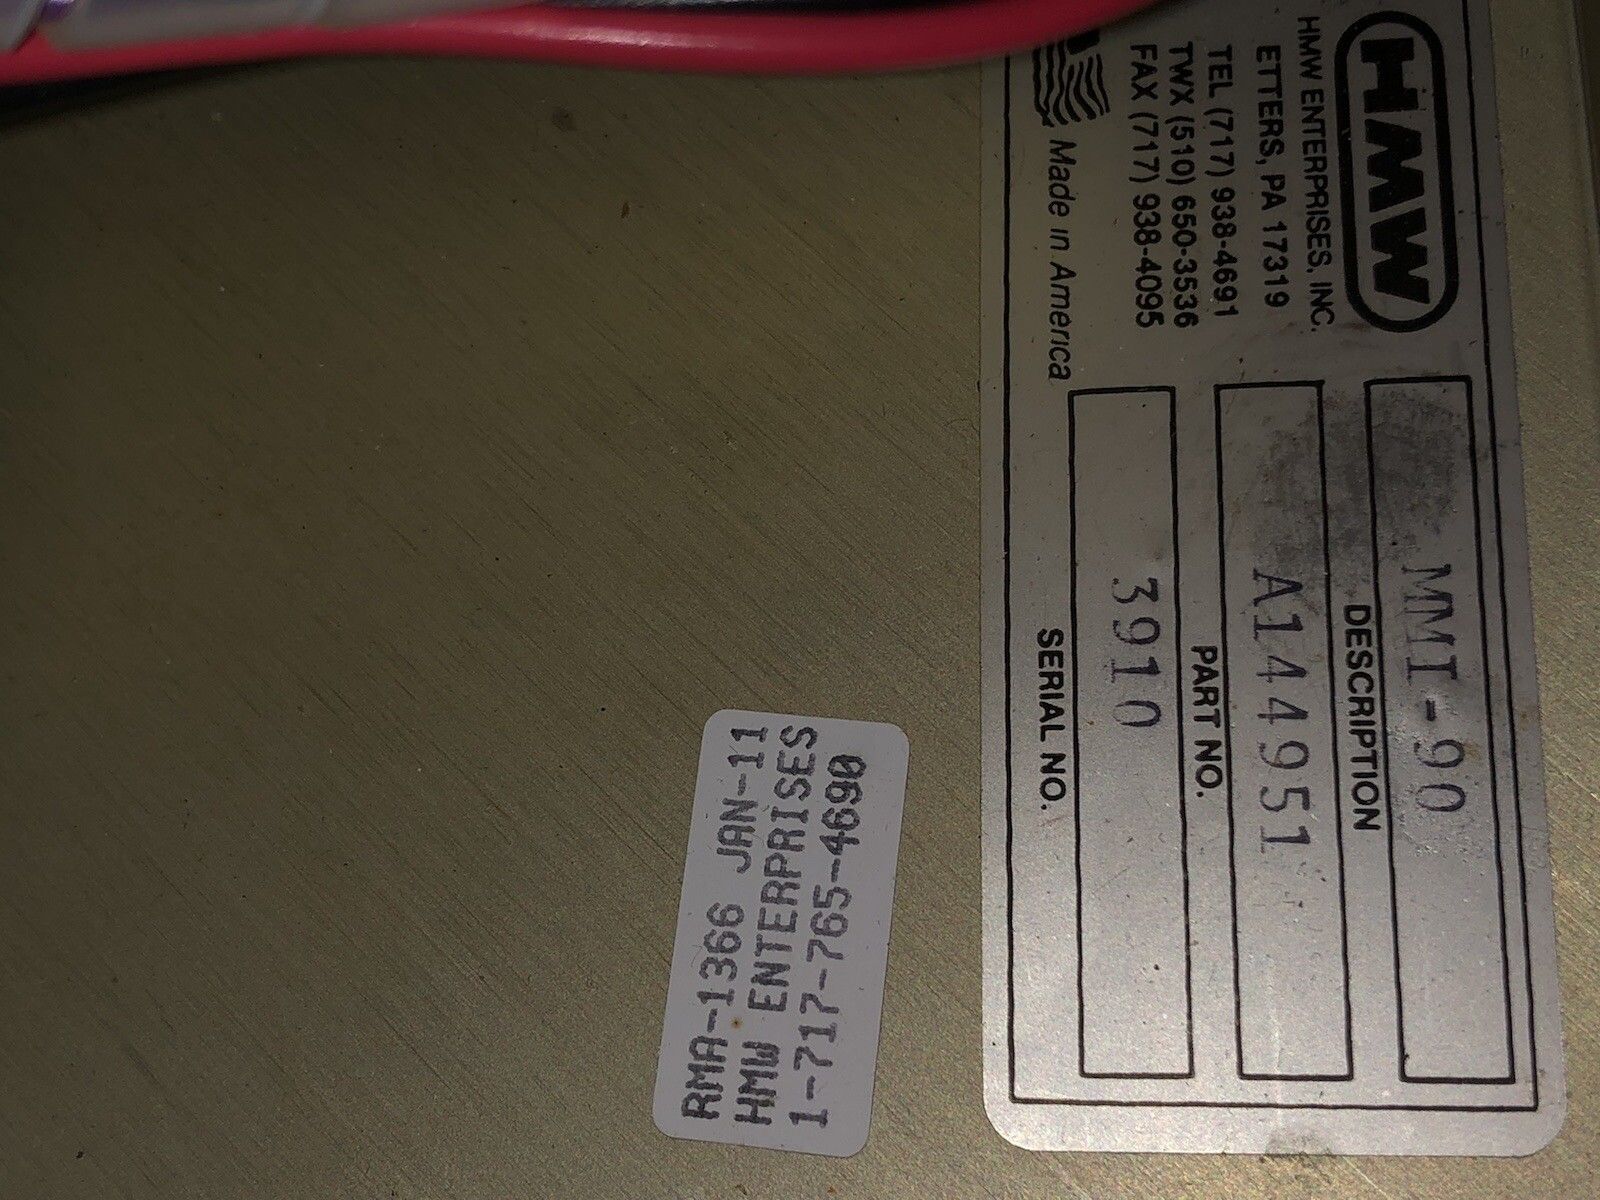 HMW
HMW ENTERPRISES, INC.
ETTERS, PA 17319
TEL (717) 938-4691
TWX (510) 650-3536
FAX (717) 938-4095
Made in America
MMI-90
DESCRIPTION
A144951
PART NO.
3910
SERIAL NO.
RMA-1366 JAN-11
HMW ENTERPRISES
1-717-765-4690